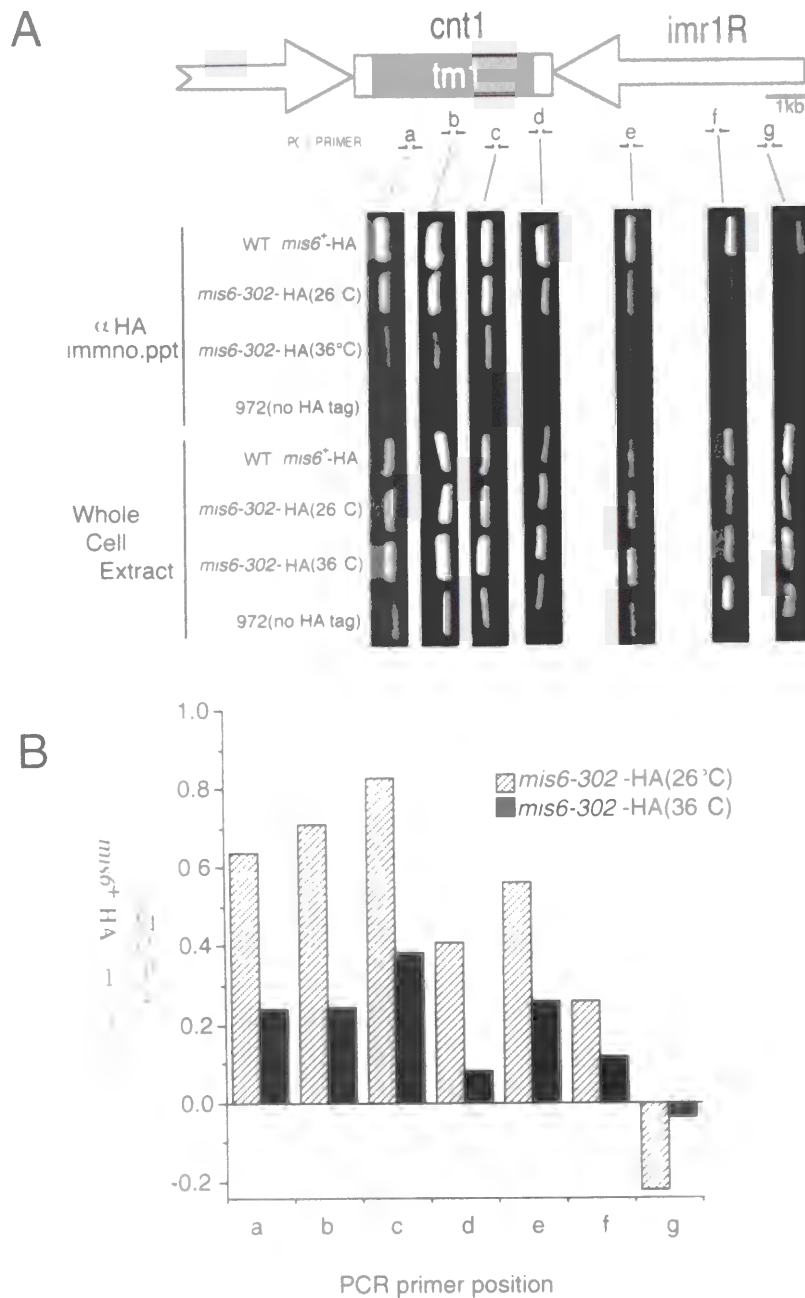 A
cnt1
imr1R
tm1
1kb
PRIMER
a
b
c
d
e
f
g
WT mis6+-HA
mis6-302-HA(26 C)
mis6-302-HA(36°C)
972(no HA tag)
αHA
immno.ppt
WT mis6+-HA
mis6-302-HA(26 C)
mis6-302-HA(36 C)
972(no HA tag)
Whole
Cell
Extract
B
1.0
0.8
0.6
0.4
0.2
0.0
-0.2
mis6-302 -HA(26°C)
mis6-302 -HA(36 C)
mis6+ HA
a
b
c
d
e
f
g
PCR primer position